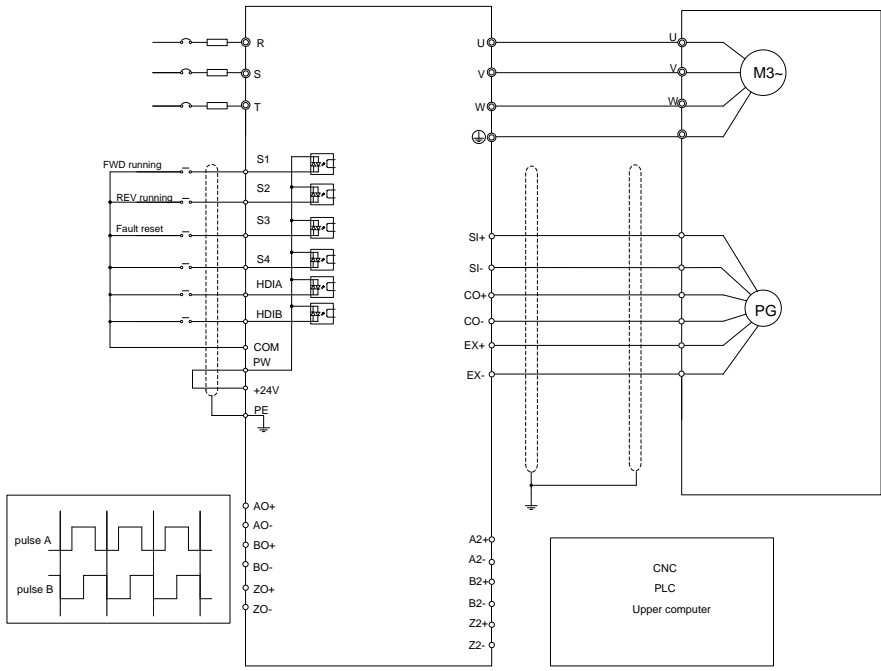 R
S
T
U
V
W
U
V
W
M3~
FWD running
REV running
Fault reset
S1
S2
S3
S4
HDIA
HDIB
COM
PW
+24V
PE
SI+
SI-
CO+
CO-
EX+
EX-
PG
pulse A
pulse B
AO+
AO-
BO+
BO-
ZO+
ZO-
A2+
A2-
B2+
B2-
Z2+
Z2-
CNC
PLC
Upper computer